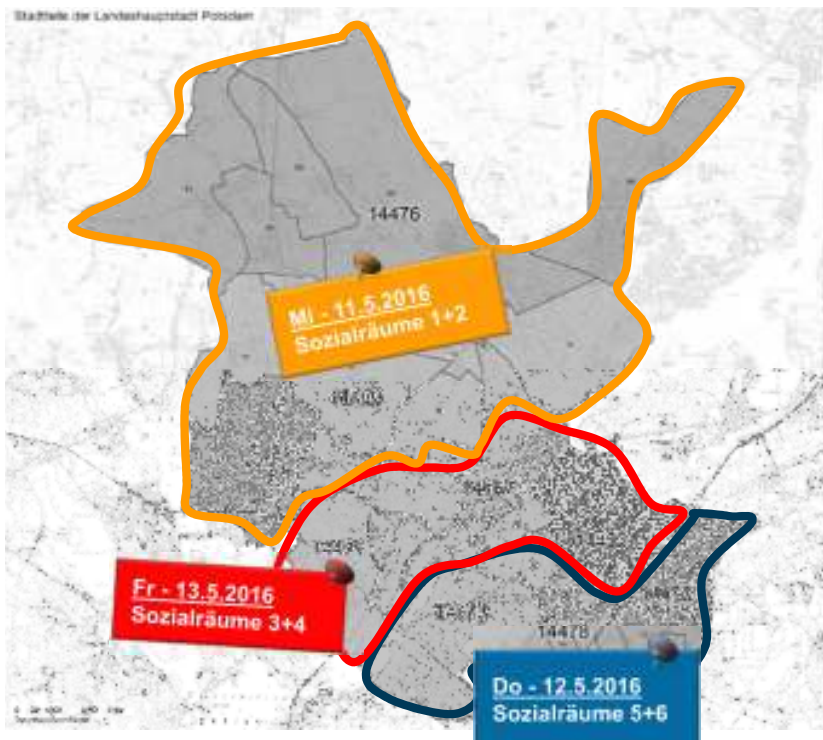 Stadtteile der Landeshauptstadt Potsdam
14476
Mi - 11.5.2016
Sozialräume 1+2
Fr - 13.5.2016
Sozialräume 3+4
14478
Do - 12.5.2016
Sozialräume 5+6